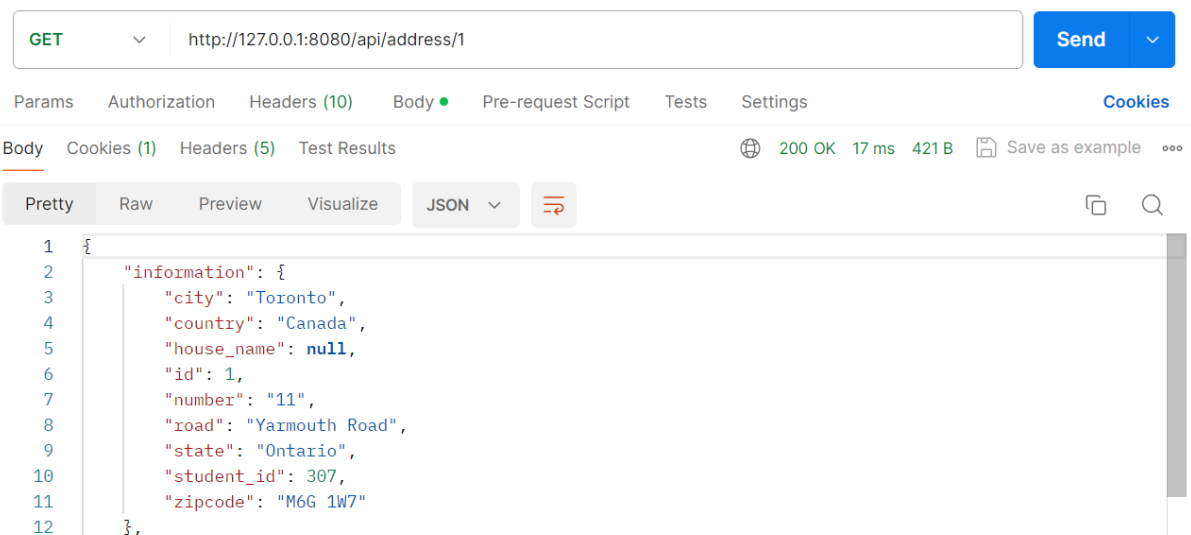 GET http://127.0.0.1:8080/api/address/1 Send
Params Authorization Headers (10) Body Pre-request Script Tests Settings Cookies
Body Cookies (1) Headers (5) Test Results 200 OK 17 ms 421 B Save as example
Pretty Raw Preview Visualize JSON
1 {
2 "information": {
3 "city": "Toronto",
4 "country": "Canada",
5 "house_name": null,
6 "id": 1,
7 "number": "11",
8 "road": "Yarmouth Road",
9 "state": "Ontario",
10 "student_id": 307,
11 "zipcode": "M6G 1W7"
12 },